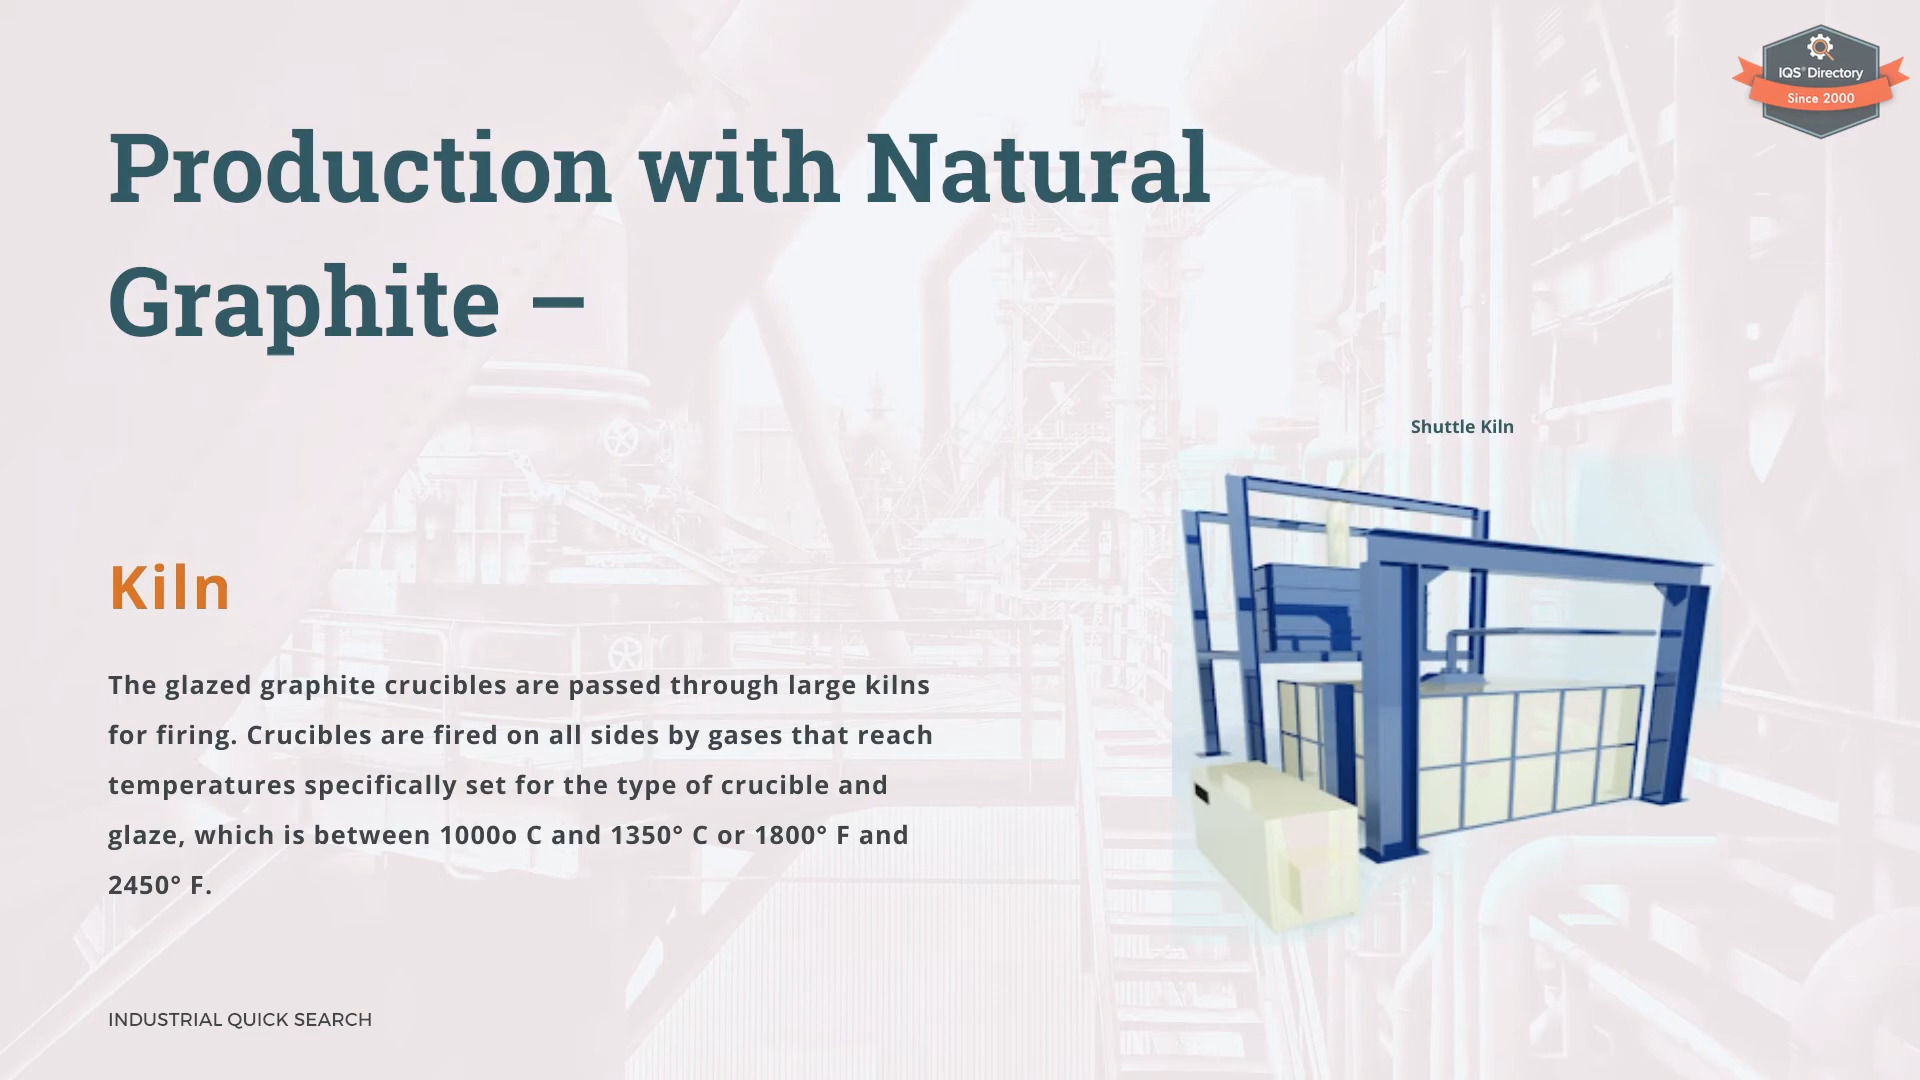 IQS® Directory
Since 2000
Production with Natural
Graphite –
Shuttle Kiln
Kiln
The glazed graphite crucibles are passed through large kilns
for firing. Crucibles are fired on all sides by gases that reach
temperatures specifically set for the type of crucible and
glaze, which is between 1000o C and 1350° C or 1800° F and
2450° F.
INDUSTRIAL QUICK SEARCH